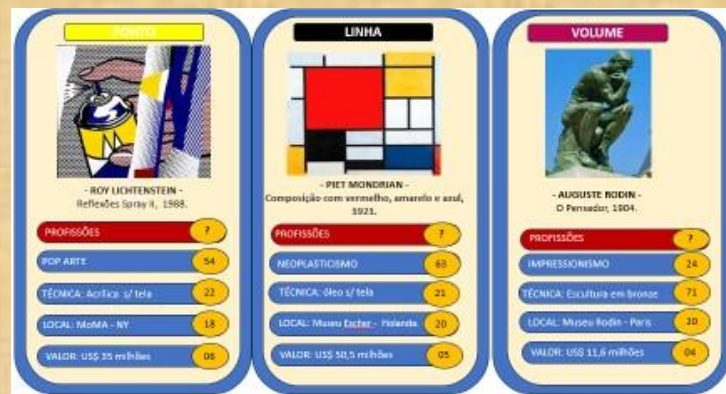 PONTO
- ROY LICHTENSTEIN -
Reflexões Spray II, 1988.
PROFISSÕES ?
POP ARTE 54
TÉCNICA: Acrílica s/ tela 22
LOCAL: MoMA - NY 18
VALOR: US$ 35 milhões 06
LINHA
- PIET MONDRIAN -
Composição com vermelho, amarelo e azul,
1921.
PROFISSÕES ?
NEOPLASTICISMO 63
TÉCNICA: óleo s/ tela 21
LOCAL: Museu Escher - Holanda 20
VALOR: US$ 50,5 milhões 05
VOLUME
- AUGUSTE RODIN -
O Pensador, 1904.
PROFISSÕES ?
IMPRESSIONISMO 24
TÉCNICA: Escultura em bronze 71
LOCAL: Museu Rodin - Paris 20
VALOR: US$ 11,6 milhões 04